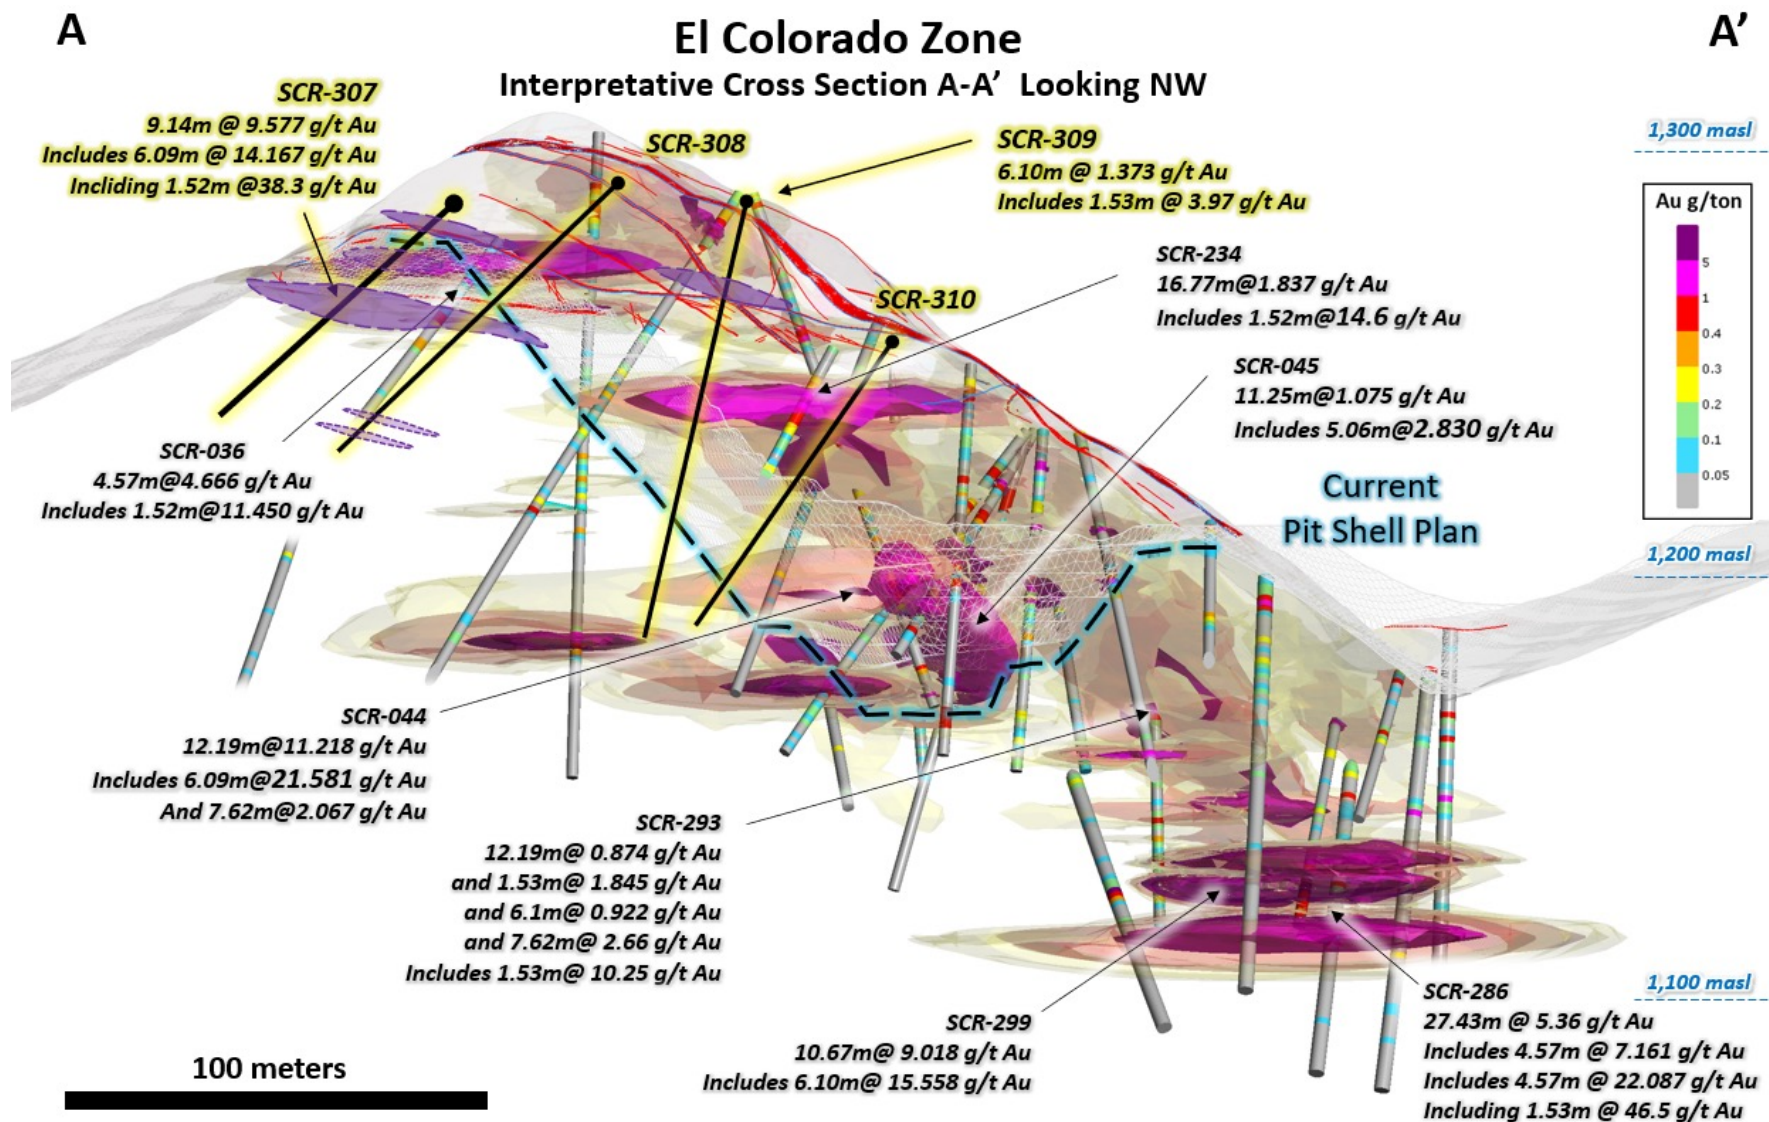 A
El Colorado Zone
A’
Interpretative Cross Section A-A’ Looking NW
SCR-307
9.14m @ 9.577 g/t Au
Includes 6.09m @ 14.167 g/t Au
Incliding 1.52m @38.3 g/t Au
SCR-308
SCR-309
6.10m @ 1.373 g/t Au
Includes 1.53m @ 3.97 g/t Au
1,300 masl
Au g/ton
5
1
0.4
0.3
0.2
0.1
0.05
SCR-234
16.77m@1.837 g/t Au
Includes 1.52m@14.6 g/t Au
SCR-310
SCR-045
11.25m@1.075 g/t Au
Includes 5.06m@2.830 g/t Au
SCR-036
4.57m@4.666 g/t Au
Includes 1.52m@11.450 g/t Au
Current
Pit Shell Plan
1,200 masl
SCR-044
12.19m@11.218 g/t Au
Includes 6.09m@21.581 g/t Au
And 7.62m@2.067 g/t Au
SCR-293
12.19m@ 0.874 g/t Au
and 1.53m@ 1.845 g/t Au
and 6.1m@ 0.922 g/t Au
and 7.62m@ 2.66 g/t Au
Includes 1.53m@ 10.25 g/t Au
SCR-299
10.67m@ 9.018 g/t Au
Includes 6.10m@ 15.558 g/t Au
1,100 masl
SCR-286
27.43m @ 5.36 g/t Au
Includes 4.57m @ 7.161 g/t Au
Includes 4.57m @ 22.087 g/t Au
Including 1.53m @ 46.5 g/t Au
100 meters